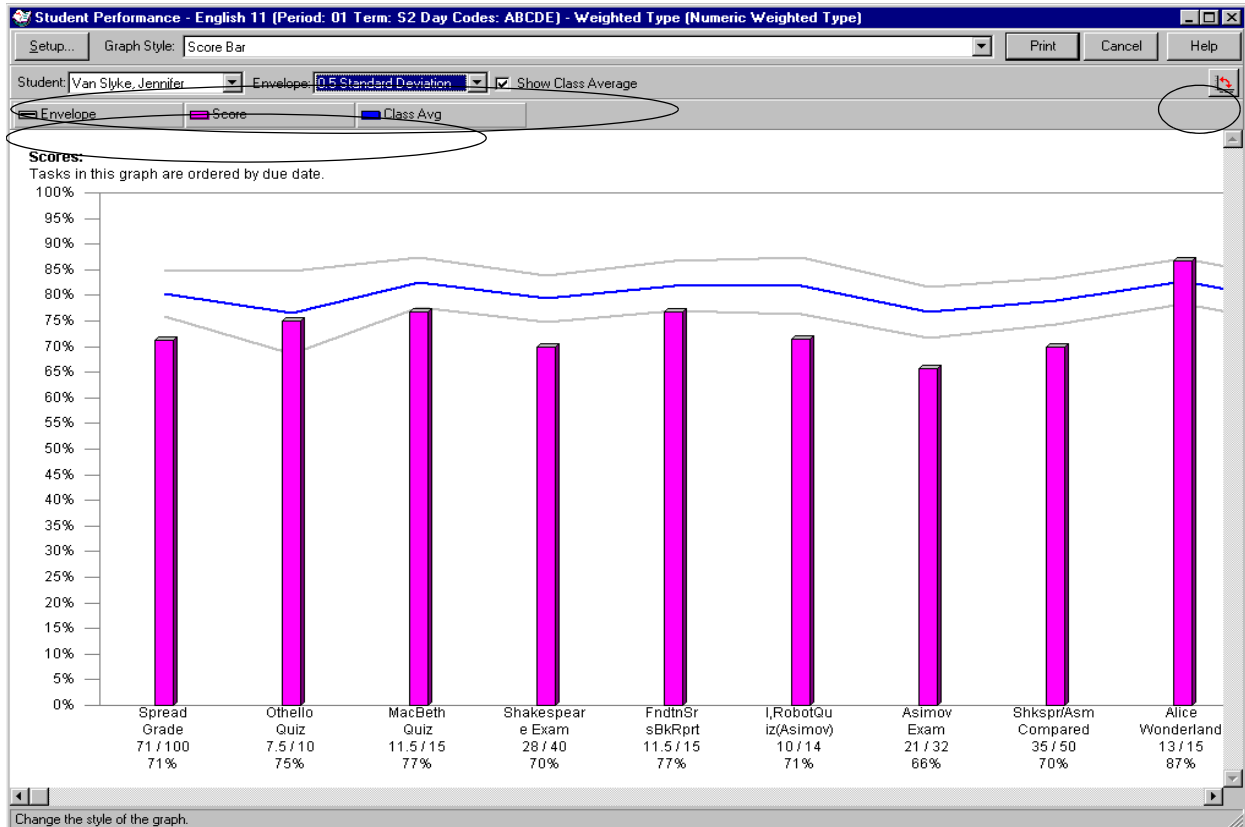 Student Performance - English 11 (Period: 01 Term: S2 Day Codes: ABCDE) - Weighted Type (Numeric Weighted Type)
Setup... Graph Style: Score Bar Print Cancel Help
Student: Van Slyke, Jennifer Envelope: 0.5 Standard Deviation Show Class Average
Envelope Score Class Avg
Scores:
Tasks in this graph are ordered by due date.
100%
95%
90%
85%
80%
75%
70%
65%
60%
55%
50%
45%
40%
35%
30%
25%
20%
15%
10%
5%
0%
Spread Othello MacBeth Shakespear FndtnSr I,RobotQu Asimov Shkspr/Asm Alice
Grade Quiz Quiz e Exam sBkRprt iz(Asimov) Exam Compared Wonderland
71 / 100 7.5 / 10 11.5 / 15 28 / 40 11.5 / 15 10 / 14 21 / 32 35 / 50 13 / 15
71% 75% 77% 70% 77% 71% 66% 70% 87%
Change the style of the graph.